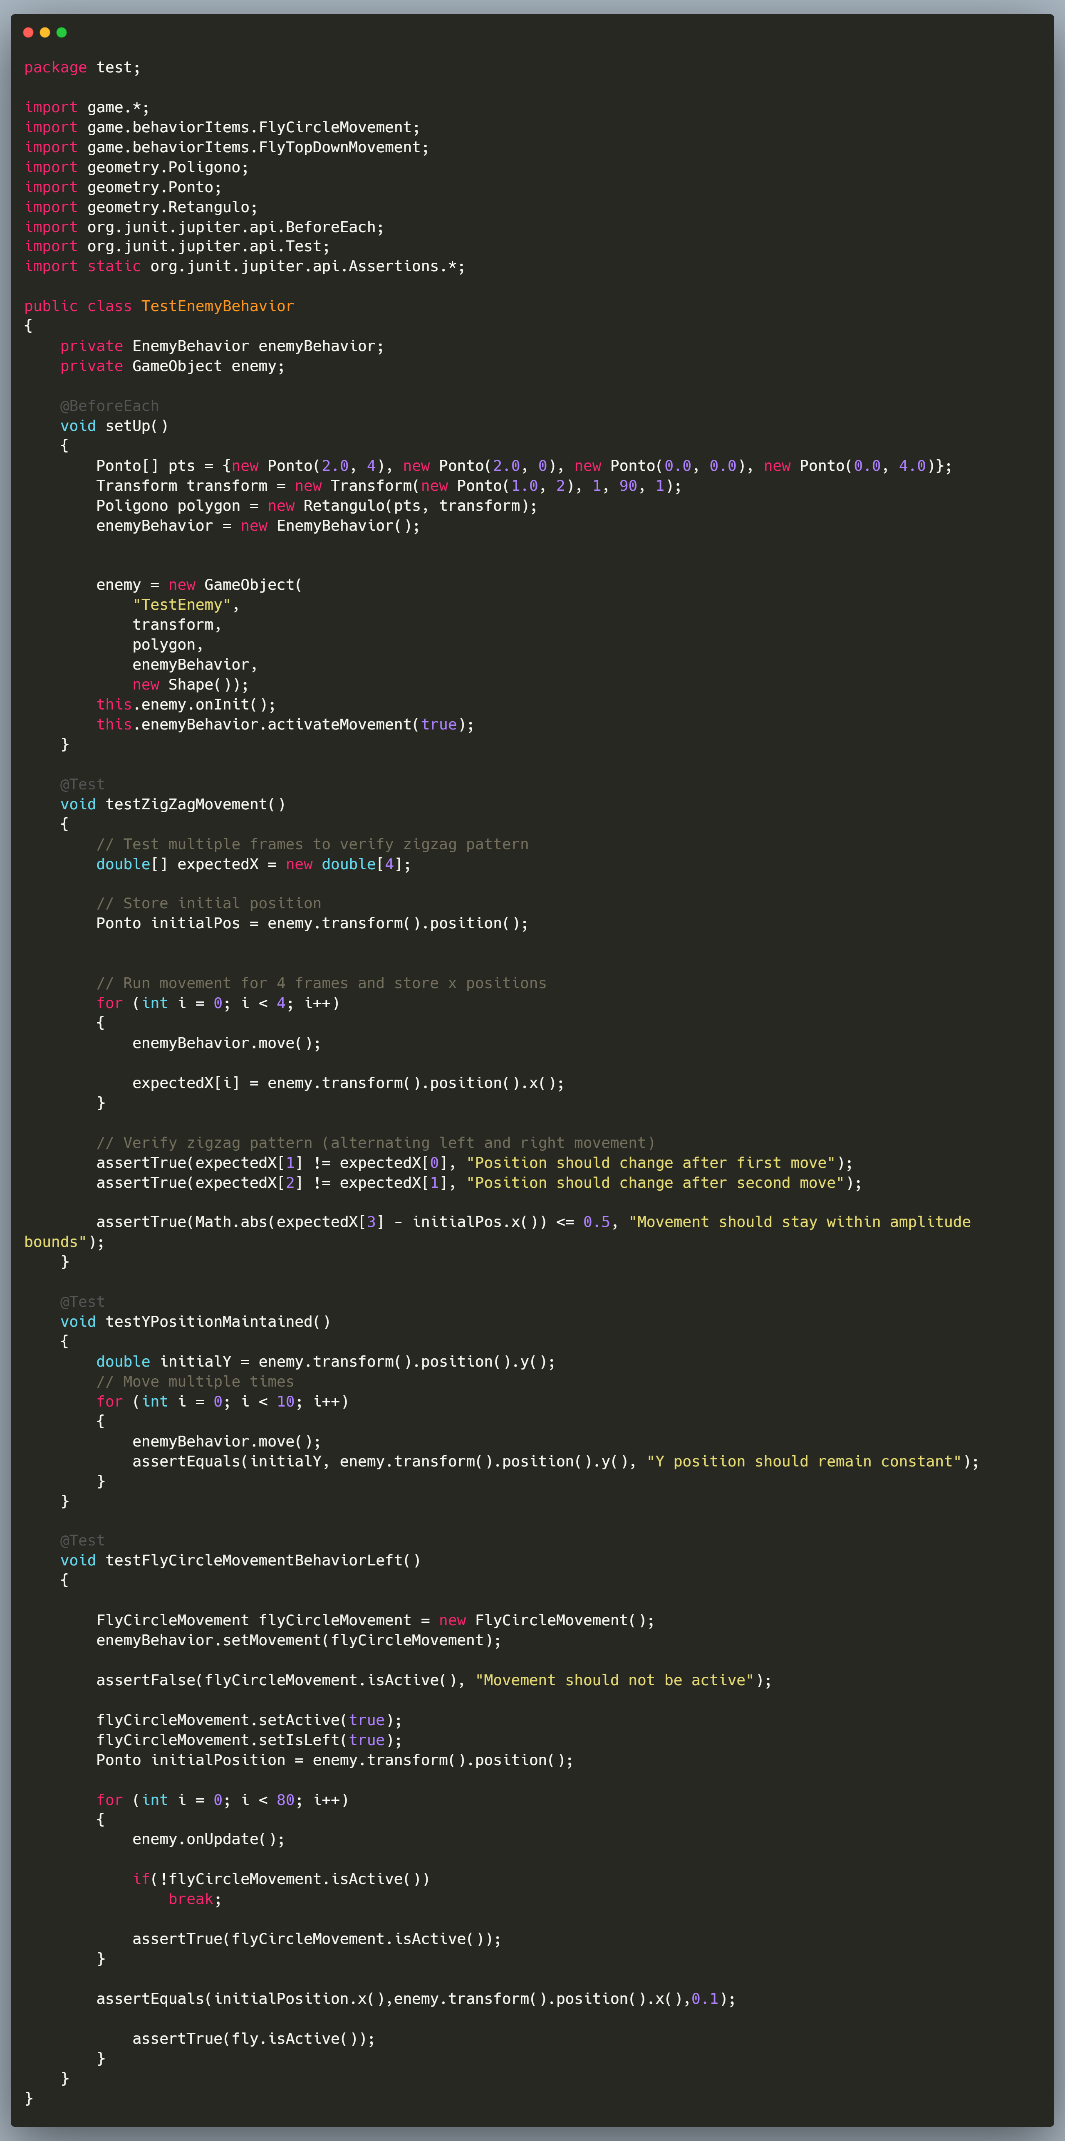 package test;

import game.*;
import game.behaviorItems.FlyCircleMovement;
import game.behaviorItems.FlyTopDownMovement;
import geometry.Poligono;
import geometry.Ponto;
import geometry.Retangulo;
import org.junit.jupiter.api.BeforeEach;
import org.junit.jupiter.api.Test;
import static org.junit.jupiter.api.Assertions.*;

public class TestEnemyBehavior
{
    private EnemyBehavior enemyBehavior;
    private GameObject enemy;

    @BeforeEach
    void setUp()
    {
        Ponto[] pts = {new Ponto(2.0, 4), new Ponto(2.0, 0), new Ponto(0.0, 0.0), new Ponto(0.0, 4.0)};
        Transform transform = new Transform(new Ponto(1.0, 2), 1, 90, 1);
        Poligono polygon = new Retangulo(pts, transform);
        enemyBehavior = new EnemyBehavior();


        enemy = new GameObject(
            "TestEnemy",
            transform,
            polygon,
            enemyBehavior,
            new Shape());
        this.enemy.onInit();
        this.enemyBehavior.activateMovement(true);
    }

    @Test
    void testZigZagMovement()
    {
        // Test multiple frames to verify zigzag pattern
        double[] expectedX = new double[4];

        // Store initial position
        Ponto initialPos = enemy.transform().position();


        // Run movement for 4 frames and store x positions
        for (int i = 0; i < 4; i++)
        {
            enemyBehavior.move();

            expectedX[i] = enemy.transform().position().x();
        }

        // Verify zigzag pattern (alternating left and right movement)
        assertTrue(expectedX[1] != expectedX[0], "Position should change after first move");
        assertTrue(expectedX[2] != expectedX[1], "Position should change after second move");

        assertTrue(Math.abs(expectedX[3] - initialPos.x()) <= 0.5, "Movement should stay within amplitude
bounds");
    }

    @Test
    void testYPositionMaintained()
    {
        double initialY = enemy.transform().position().y();
        // Move multiple times
        for (int i = 0; i < 10; i++)
        {
            enemyBehavior.move();
            assertEquals(initialY, enemy.transform().position().y(), "Y position should remain constant");
        }
    }

    @Test
    void testFlyCircleMovementBehaviorLeft()
    {

        FlyCircleMovement flyCircleMovement = new FlyCircleMovement();
        enemyBehavior.setMovement(flyCircleMovement);

        assertFalse(flyCircleMovement.isActive(), "Movement should not be active");

        flyCircleMovement.setActive(true);
        flyCircleMovement.setIsLeft(true);
        Ponto initialPosition = enemy.transform().position();

        for (int i = 0; i < 80; i++)
        {
            enemy.onUpdate();

            if(!flyCircleMovement.isActive())
                break;

            assertTrue(flyCircleMovement.isActive());
        }

        assertEquals(initialPosition.x(),enemy.transform().position().x(),0.1);

            assertTrue(fly.isActive());
        }
    }
}